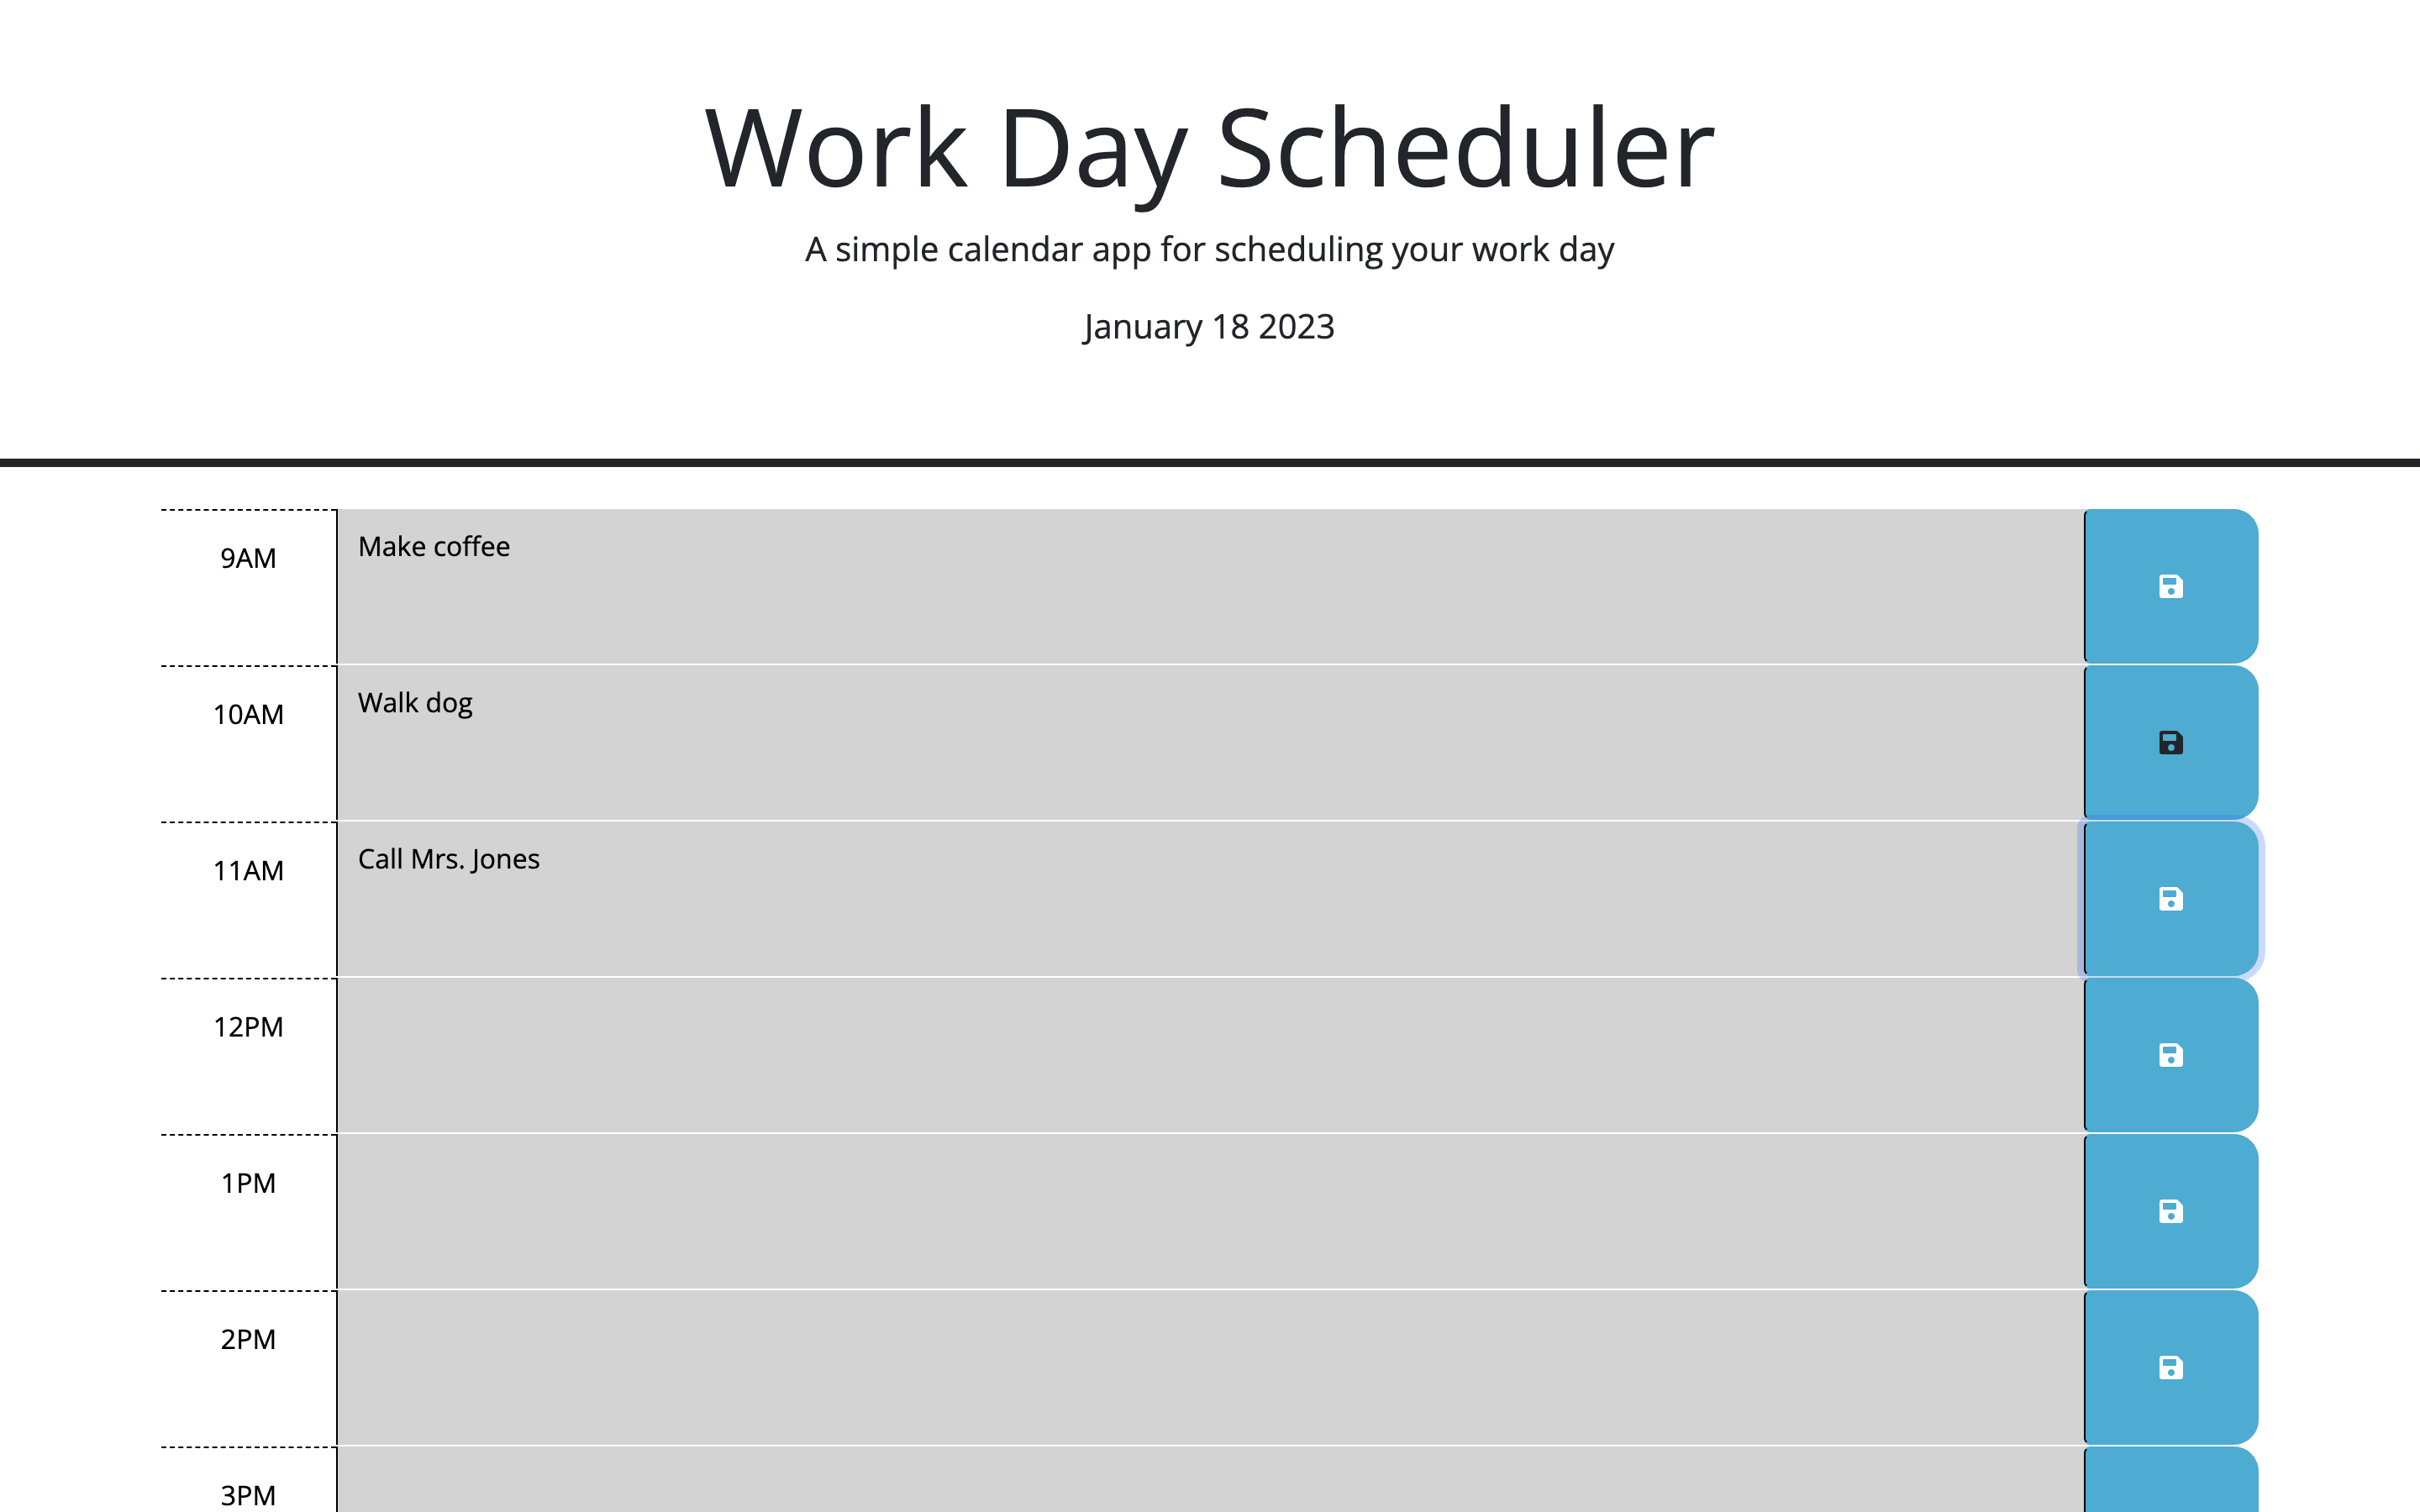 Work Day Scheduler
A simple calendar app for scheduling your work day
January 18 2023
9AM
Make coffee
10AM
Walk dog
11AM
Call Mrs. Jones
12PM
1PM
2PM
3PM